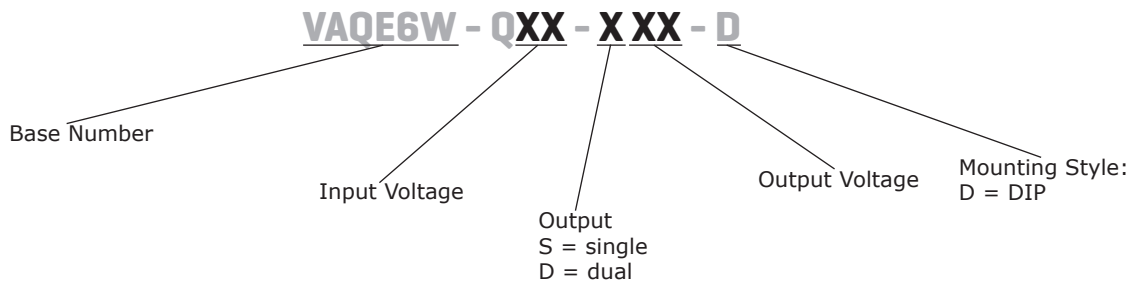 VAQE6W - QXX - X XX - D
Base Number
Input Voltage
Output
S = single
D = dual
Output Voltage
Mounting Style:
D = DIP